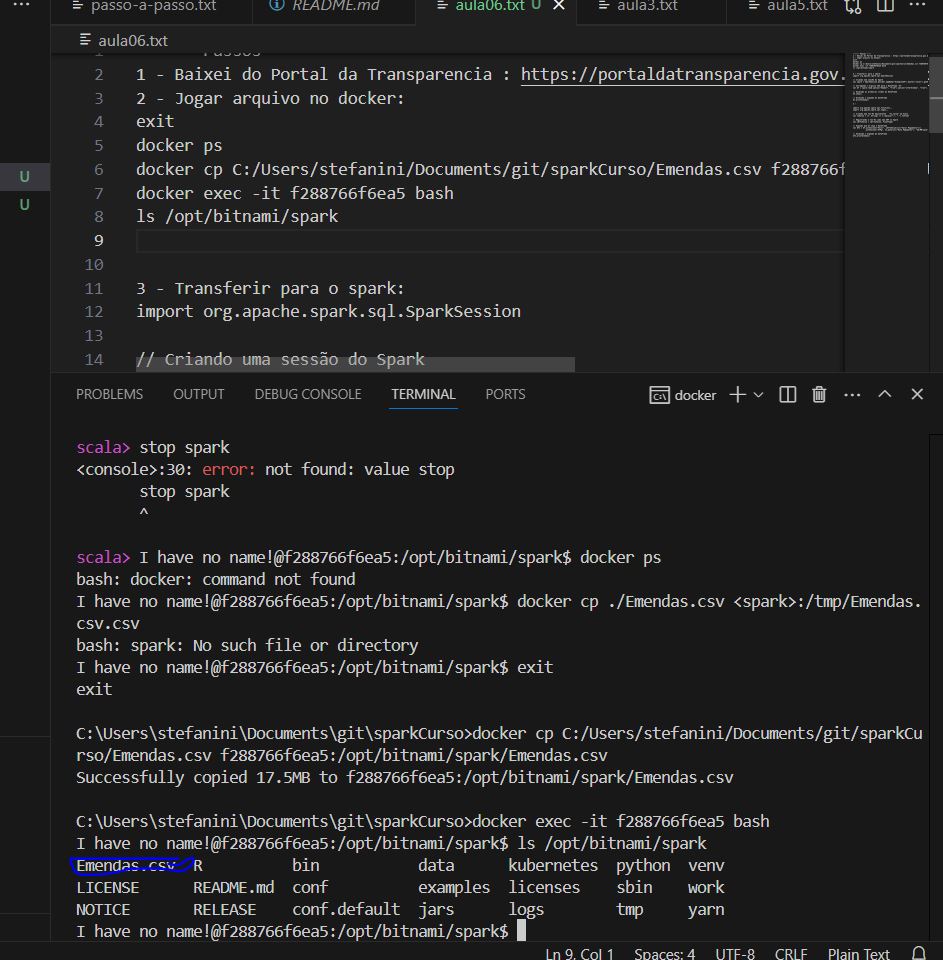 passo-a-passo.txt README.md aula06.txt U aula3.txt aula5.txt
aula06.txt
2 1 - Baixei do Portal da Transparencia : https://portaldatransparencia.gov.
3 2 - Jogar arquivo no docker:
4 exit
5 docker ps
6 docker cp C:/Users/stefanini/Documents/git/sparkCurso/Emendas.csv f288766f
7 docker exec -it f288766f6ea5 bash
8 ls /opt/bitnami/spark
9
10
11 3 - Transferir para o spark:
12 import org.apache.spark.sql.SparkSession
13
14 // Criando uma sessão do Spark
U
U
PROBLEMS OUTPUT DEBUG CONSOLE TERMINAL PORTS docker
scala> stop spark
<console>:30: error: not found: value stop
stop spark
^
scala> I have no name!@f288766f6ea5:/opt/bitnami/spark$ docker ps
bash: docker: command not found
I have no name!@f288766f6ea5:/opt/bitnami/spark$ docker cp ./Emendas.csv <spark>:/tmp/Emendas.
csv.csv
bash: spark: No such file or directory
I have no name!@f288766f6ea5:/opt/bitnami/spark$ exit
exit
C:\Users\stefanini\Documents\git\sparkCurso>docker cp C:/Users/stefanini/Documents/git/sparkCu
rso/Emendas.csv f288766f6ea5:/opt/bitnami/spark/Emendas.csv
Successfully copied 17.5MB to f288766f6ea5:/opt/bitnami/spark/Emendas.csv
C:\Users\stefanini\Documents\git\sparkCurso>docker exec -it f288766f6ea5 bash
I have no name!@f288766f6ea5:/opt/bitnami/spark$ ls /opt/bitnami/spark
Emendas.csv R bin data kubernetes python venv
LICENSE README.md conf examples licenses sbin work
NOTICE RELEASE conf.default jars logs tmp yarn
I have no name!@f288766f6ea5:/opt/bitnami/spark$
Ln 9, Col 1 Spaces: 4 UTF-8 CRLF Plain Text